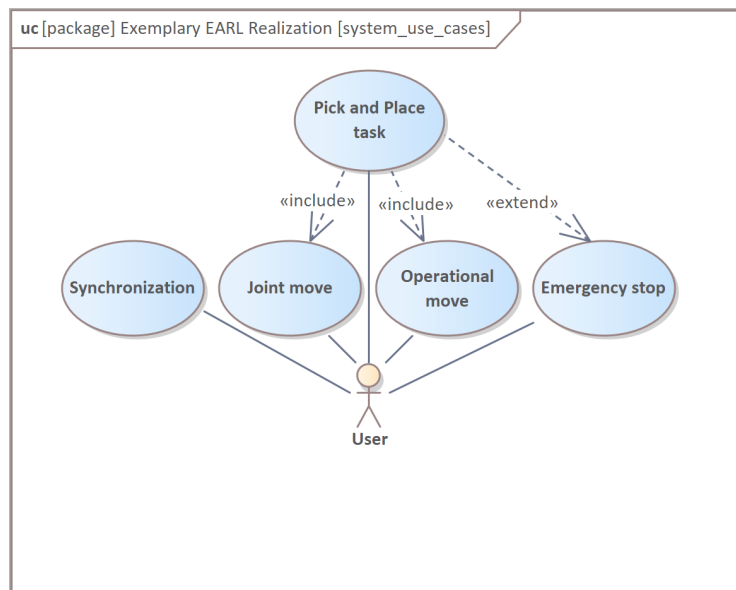 uc [package] Exemplary EARL Realization [system_use_cases]
Pick and Place
task
«include»
«include»
«extend»
Synchronization
Joint move
Operational
move
Emergency stop
User